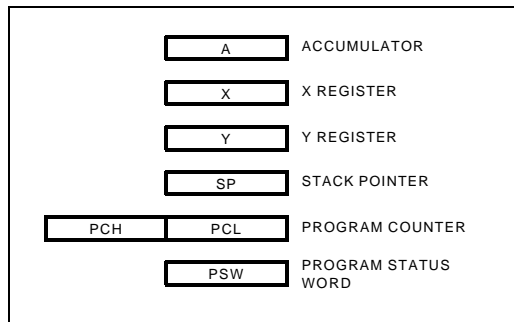 A ACCUMULATOR
X X REGISTER
Y Y REGISTER
SP STACK POINTER
PCH PCL PROGRAM COUNTER
PSW PROGRAM STATUS
WORD